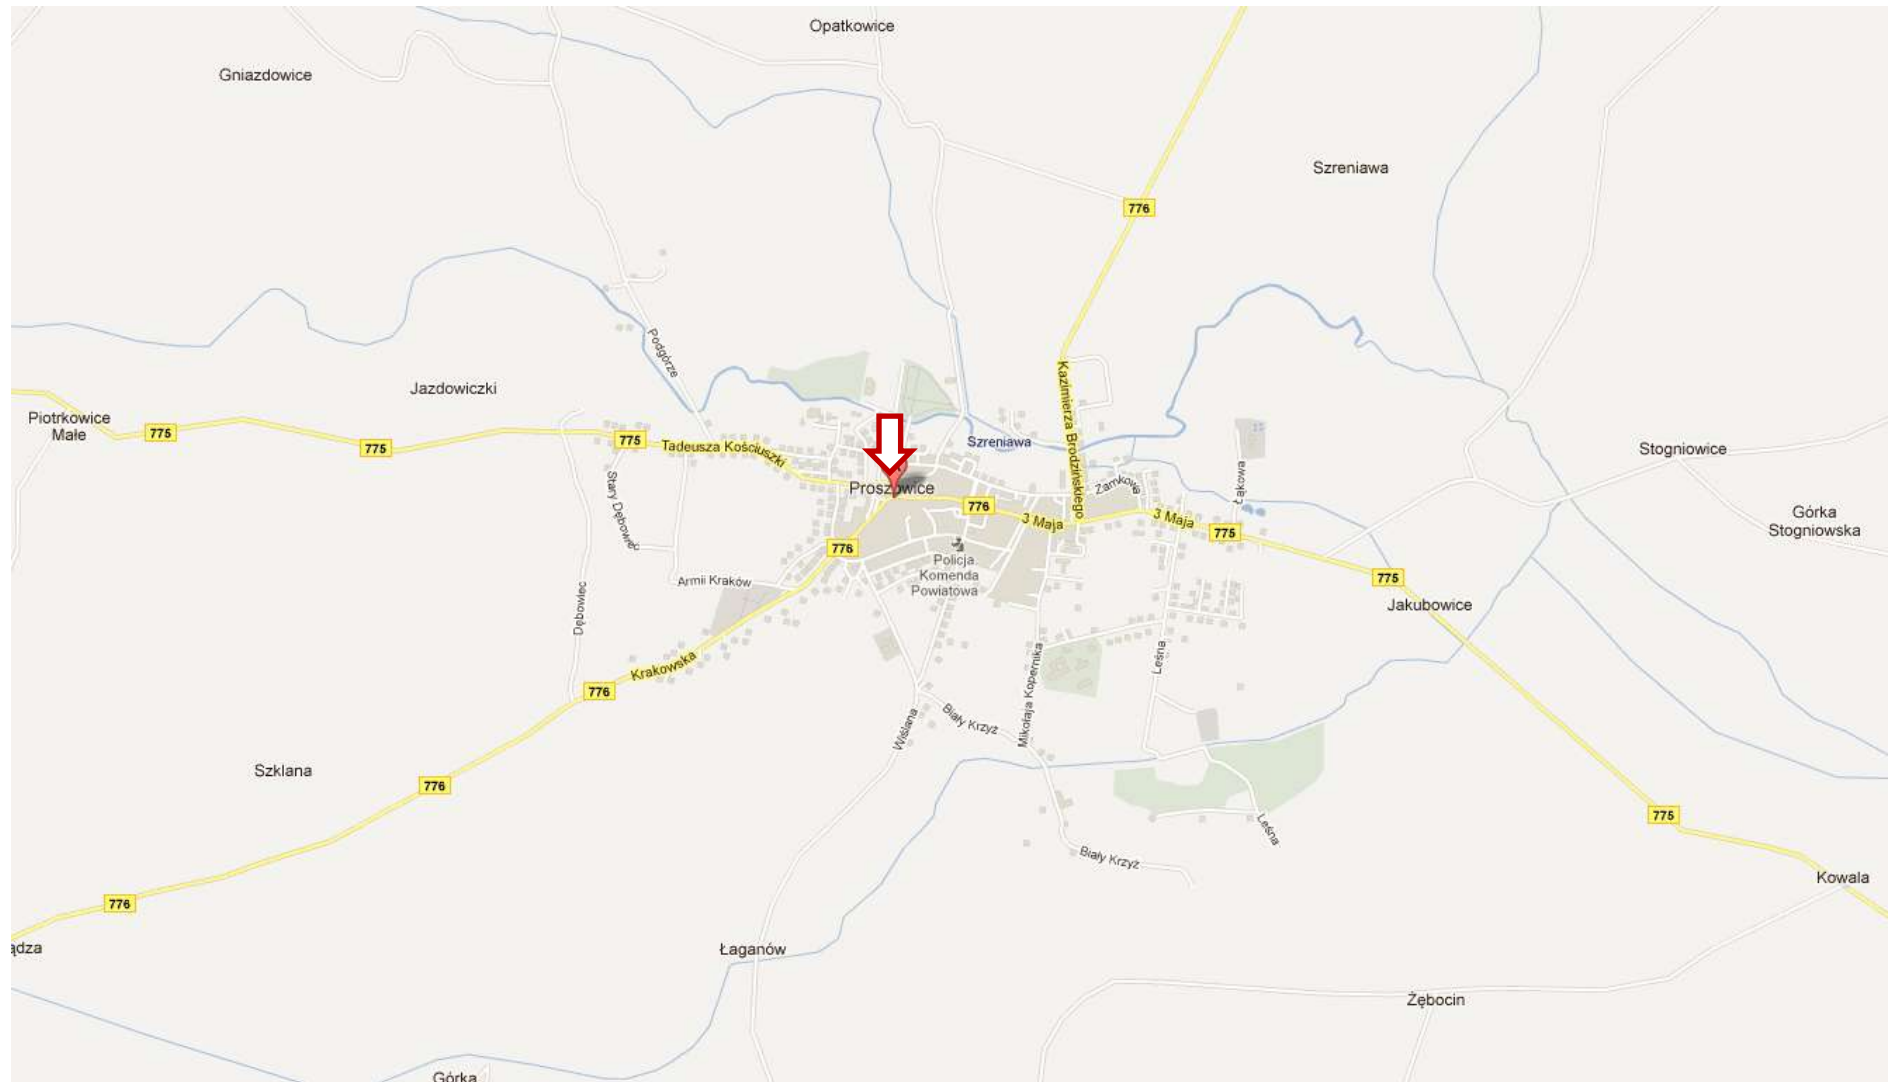 Opatkowice
Gniazdowice
Szreniawa
776
Podgórze
Jazdowiczki
Kazimierza Brodzińskiego
Piotrkowice
Małe
775
775
775
Tadeusza Kościuszki
Szreniawa
Stogniowice
Proszowice
Zamkowa
Łąkowa
776
3 Maja
3 Maja
775
Górka
Stogniowska
Stary Dębowiec
776
Policja.
Komenda
Powiatowa
Armii Kraków
775
Jakubowice
Dębowiec
Krakowska
Leśna
Mikołaja Kopernika
776
Wiślana
Biały Krzyż
Szklana
776
775
Leśna
Biały Krzyż
Kowala
776
ądza
Łaganów
Żębocin
Górka